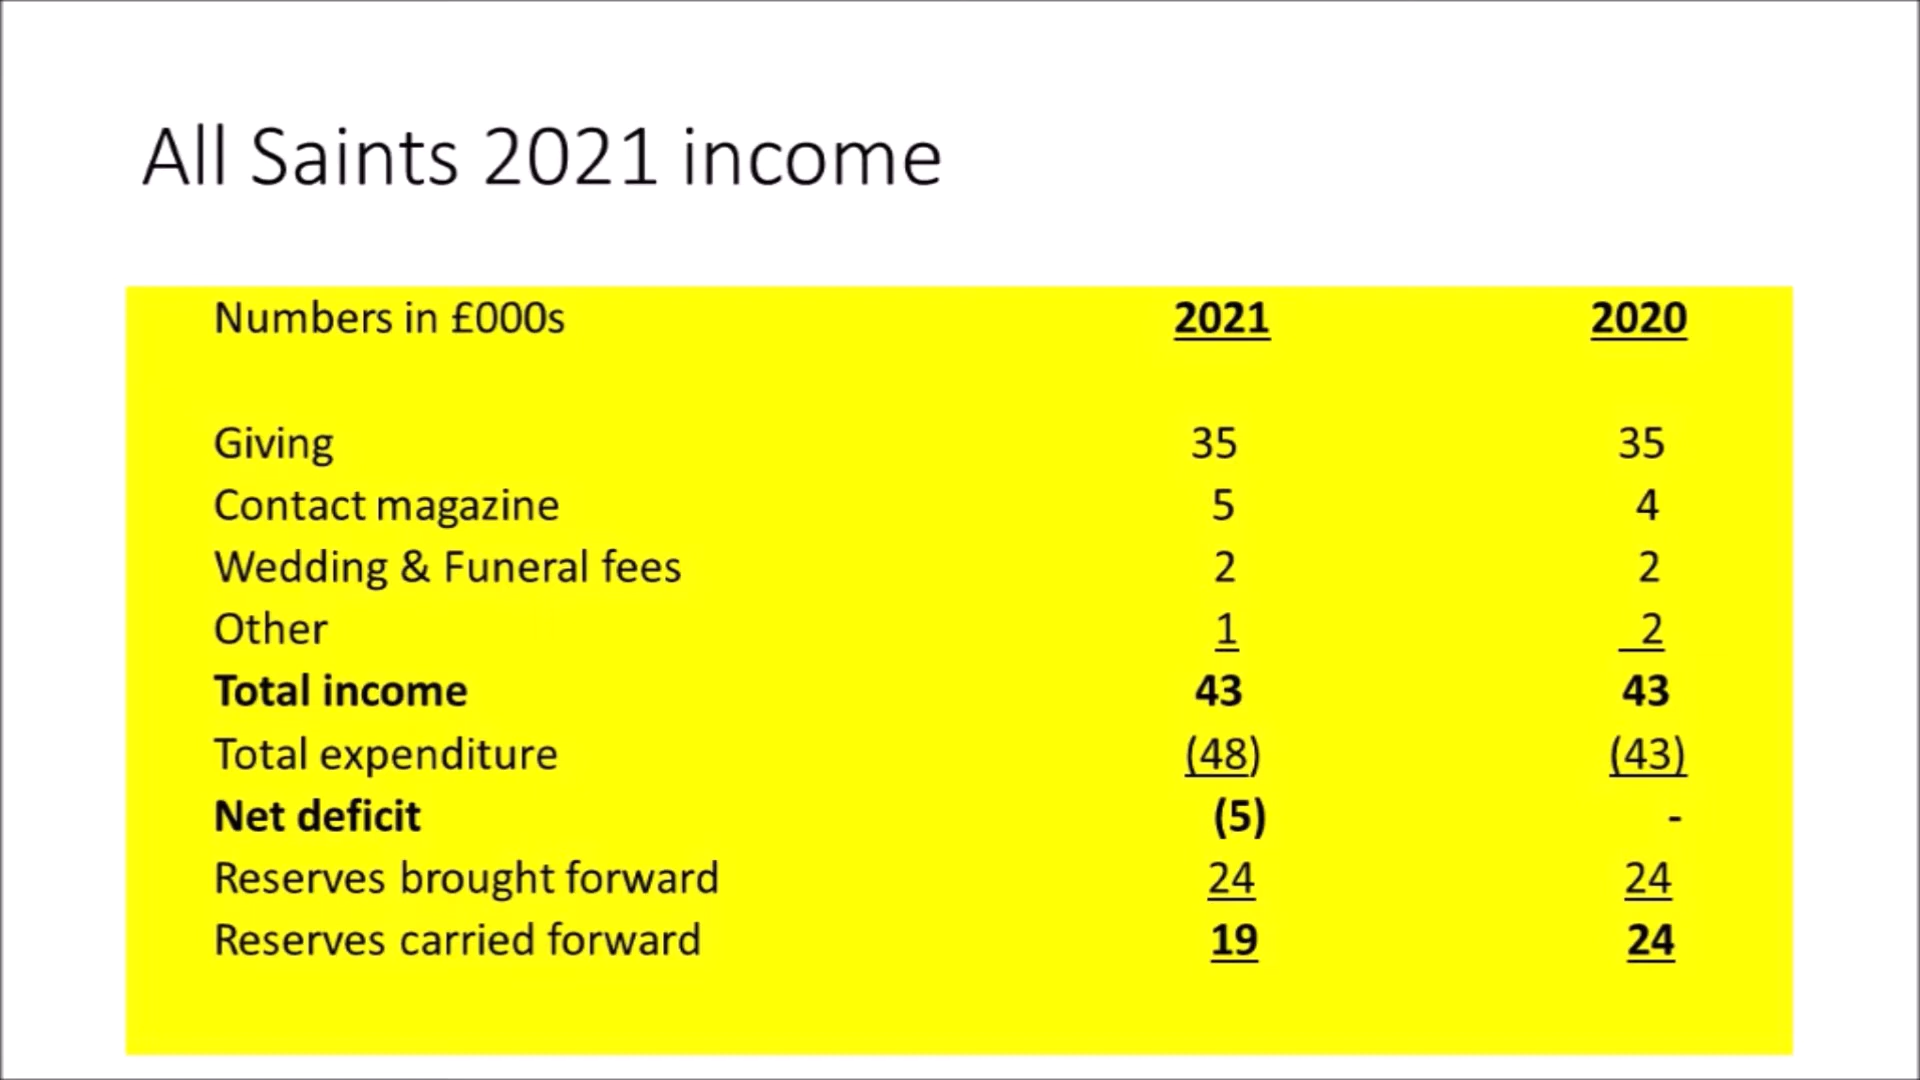 All Saints 2021 income
Numbers in £000s 2021 2020
Giving 35 35
Contact magazine 5 4
Wedding & Funeral fees 2 2
Other 1 2
Total income 43 43
Total expenditure (48) (43)
Net deficit (5) -
Reserves brought forward 24 24
Reserves carried forward 19 24